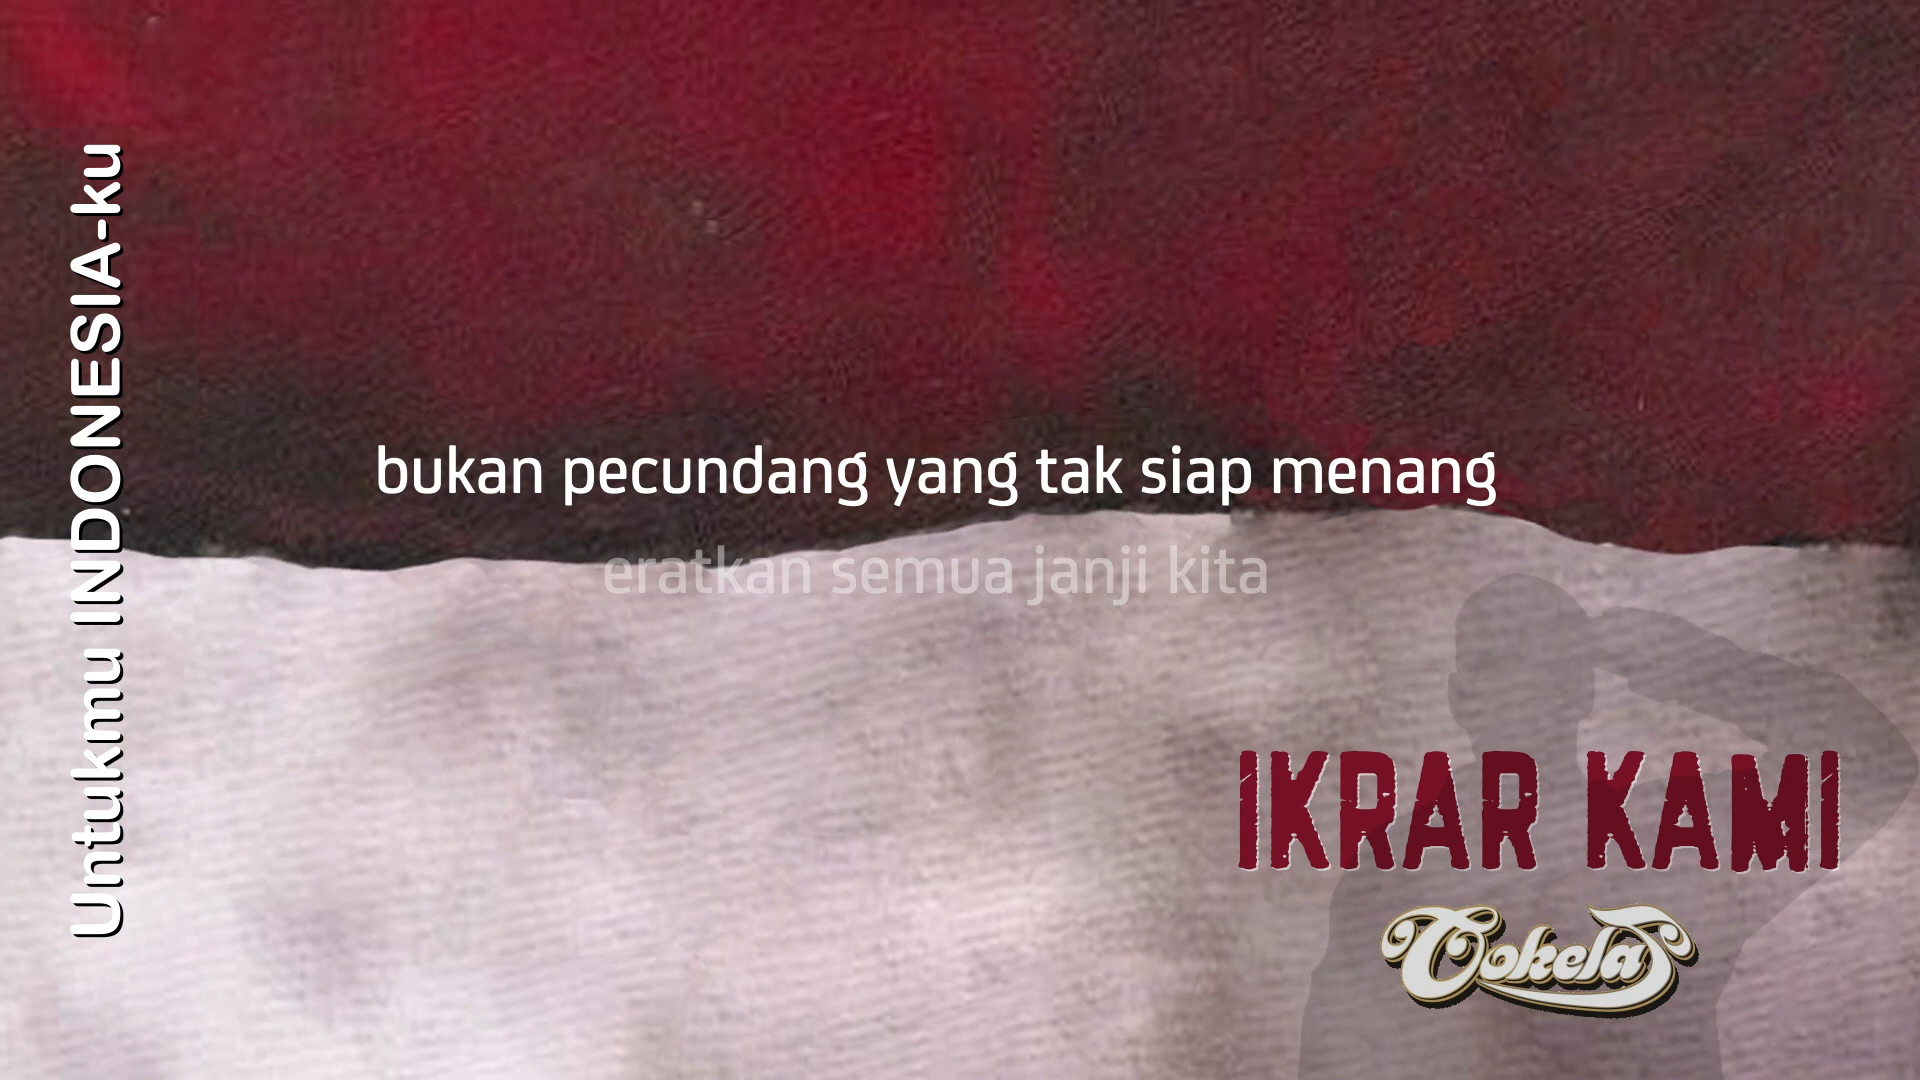 Untukmu INDONESIA-ku
bukan pecundang yang tak siap menang
eratkan semua janji kita
IKRAR KAMI
Cokelat